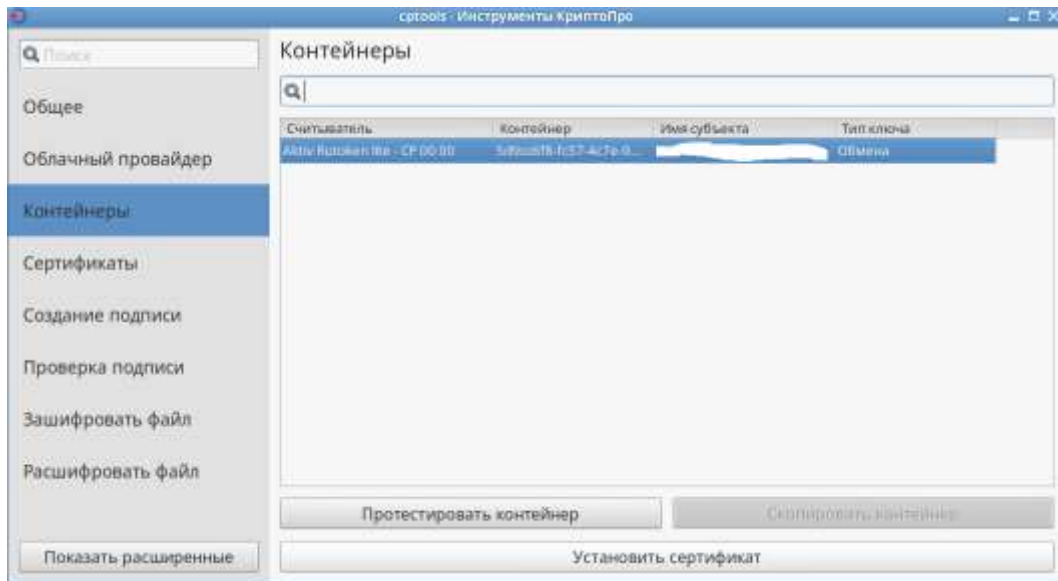 cptools - Инструменты КриптоПро
Поиск
Общее
Облачный провайдер
Контейнеры
Сертификаты
Создание подписи
Проверка подписи
Зашифровать файл
Расшифровать файл
Показать расширенные
Контейнеры
Считыватель Контейнер Имя субъекта Тип ключа
Aktiv Rutoken lite - CP 00 00 Обмена
Протестировать контейнер Скопировать контейнер
Установить сертификат